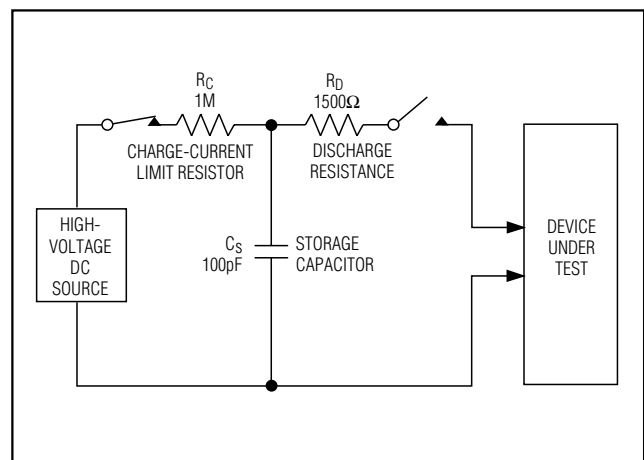 R_C
1M
CHARGE-CURRENT
LIMIT RESISTOR
R_D
1500Ω
DISCHARGE
RESISTANCE
HIGH-
VOLTAGE
DC
SOURCE
C_S
100pF
STORAGE
CAPACITOR
DEVICE
UNDER
TEST